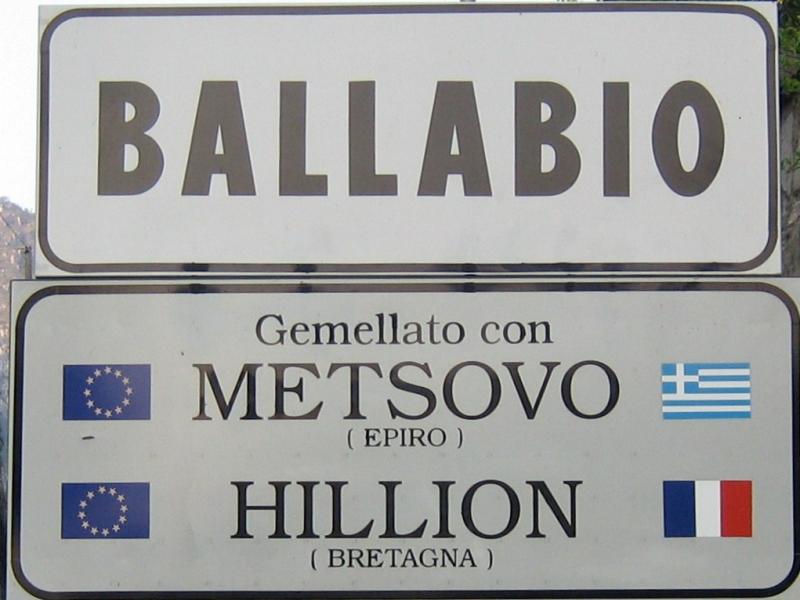 BALLABIO
Gemellato con
METSOVO
( EPIRO )
HILLION
( BRETAGNA )